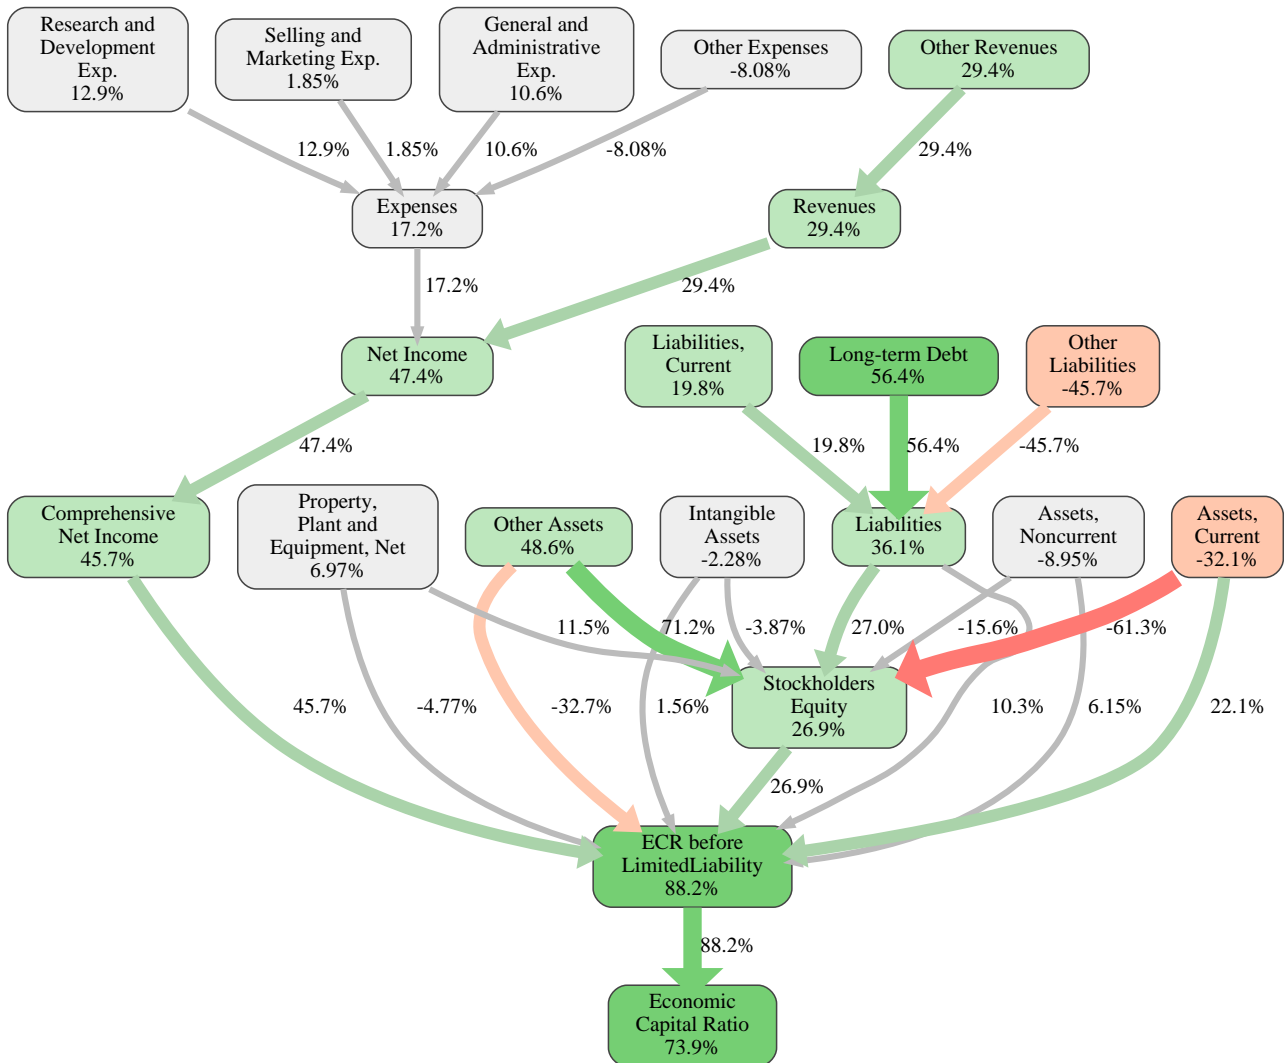 Research and
Development
Exp.
12.9%
Selling and
Marketing Exp.
1.85%
General and
Administrative
Exp.
10.6%
Other Expenses
-8.08%
Other Revenues
29.4%
12.9%
1.85%
10.6%
-8.08%
29.4%
Expenses
17.2%
Revenues
29.4%
17.2%
29.4%
Net Income
47.4%
Liabilities,
Current
19.8%
Long-term Debt
56.4%
Other
Liabilities
-45.7%
47.4%
19.8%
56.4%
-45.7%
Comprehensive
Net Income
45.7%
Property,
Plant and
Equipment, Net
6.97%
Other Assets
48.6%
Intangible
Assets
-2.28%
Liabilities
36.1%
Assets,
Noncurrent
-8.95%
Assets,
Current
-32.1%
11.5%
71.2%
-3.87%
27.0%
-15.6%
-61.3%
Stockholders
Equity
26.9%
45.7%
-4.77%
-32.7%
1.56%
10.3%
6.15%
22.1%
26.9%
ECR before
LimitedLiability
88.2%
88.2%
Economic
Capital Ratio
73.9%